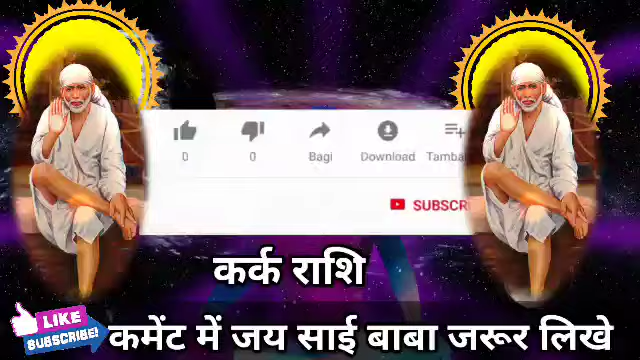 0 0 Bagi Download Tamba
SUBSCR
कर्क राशि
LIKE
SUBSCRIBE!
कमेंट में जय साई बाबा जरूर लिखे